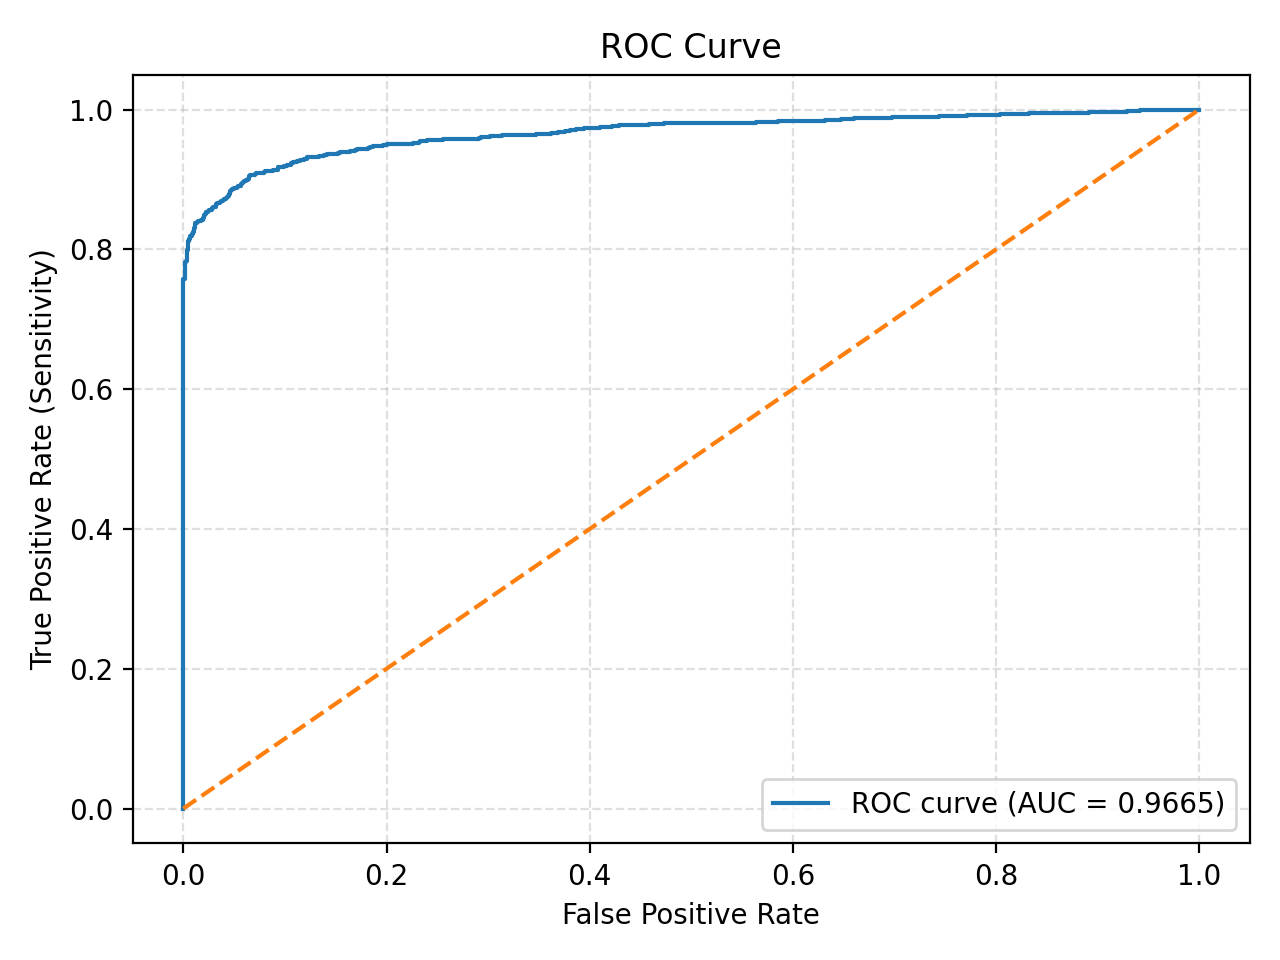 ROC Curve
1.0
0.8
0.6
0.4
0.2
0.0
True Positive Rate (Sensitivity)
ROC curve (AUC = 0.9665)
0.0 0.2 0.4 0.6 0.8 1.0
False Positive Rate